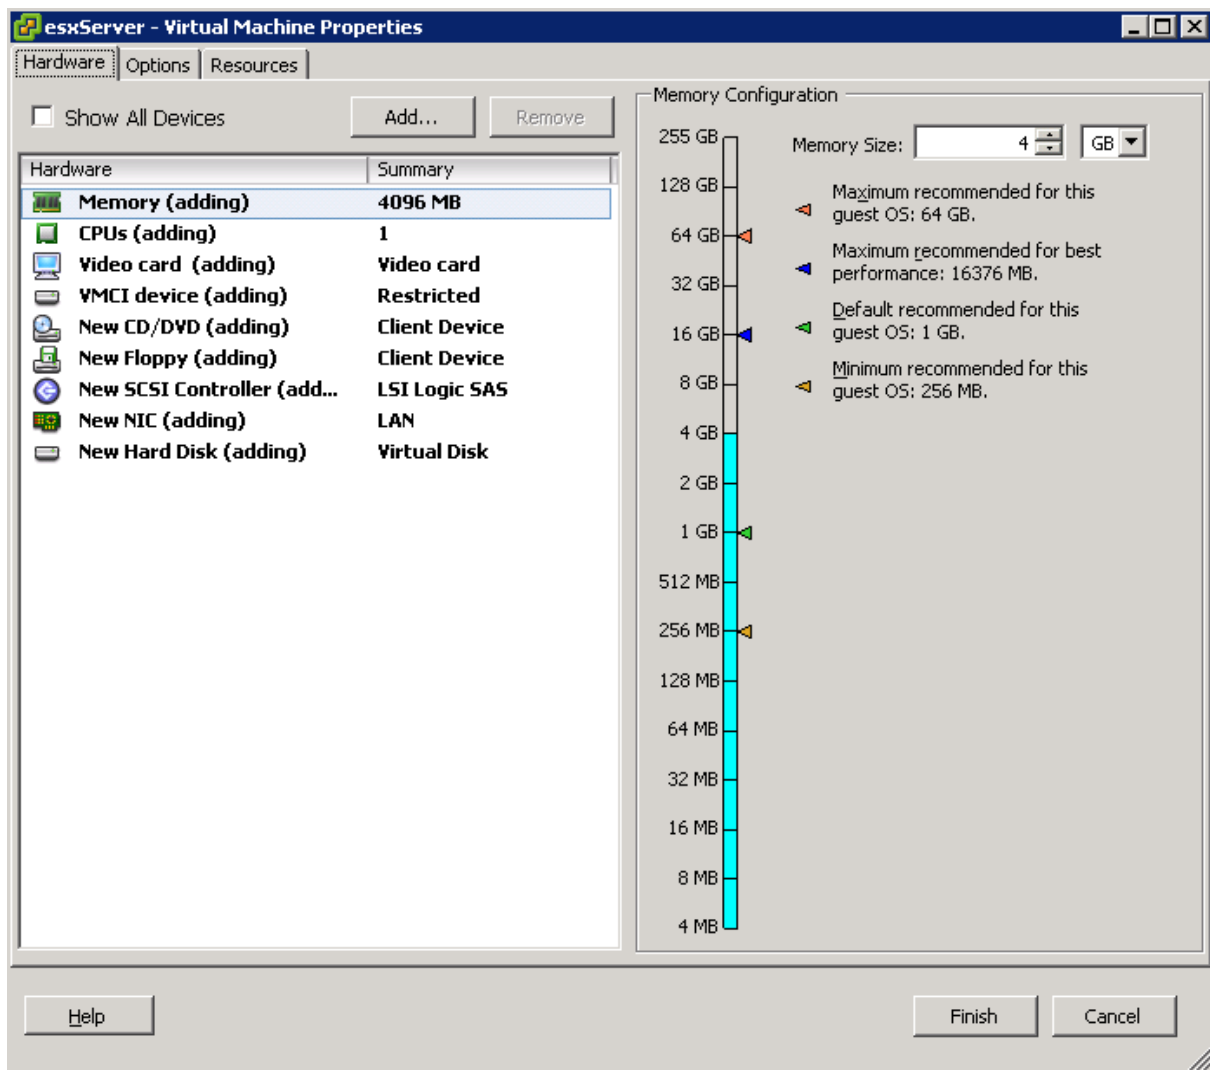 esxServer - Virtual Machine Properties
Hardware Options Resources
Show All Devices Add... Remove
Hardware Summary
Memory (adding) 4096 MB
CPUs (adding) 1
Video card (adding) Video card
VMCI device (adding) Restricted
New CD/DVD (adding) Client Device
New Floppy (adding) Client Device
New SCSI Controller (add... LSI Logic SAS
New NIC (adding) LAN
New Hard Disk (adding) Virtual Disk
Memory Configuration
Memory Size: 4 GB
255 GB
128 GB
64 GB
32 GB
16 GB
8 GB
4 GB
2 GB
1 GB
512 MB
256 MB
128 MB
64 MB
32 MB
16 MB
8 MB
4 MB
Maximum recommended for this
guest OS: 64 GB.
Maximum recommended for best
performance: 16376 MB.
Default recommended for this
guest OS: 1 GB.
Minimum recommended for this
guest OS: 256 MB.
Help Finish Cancel